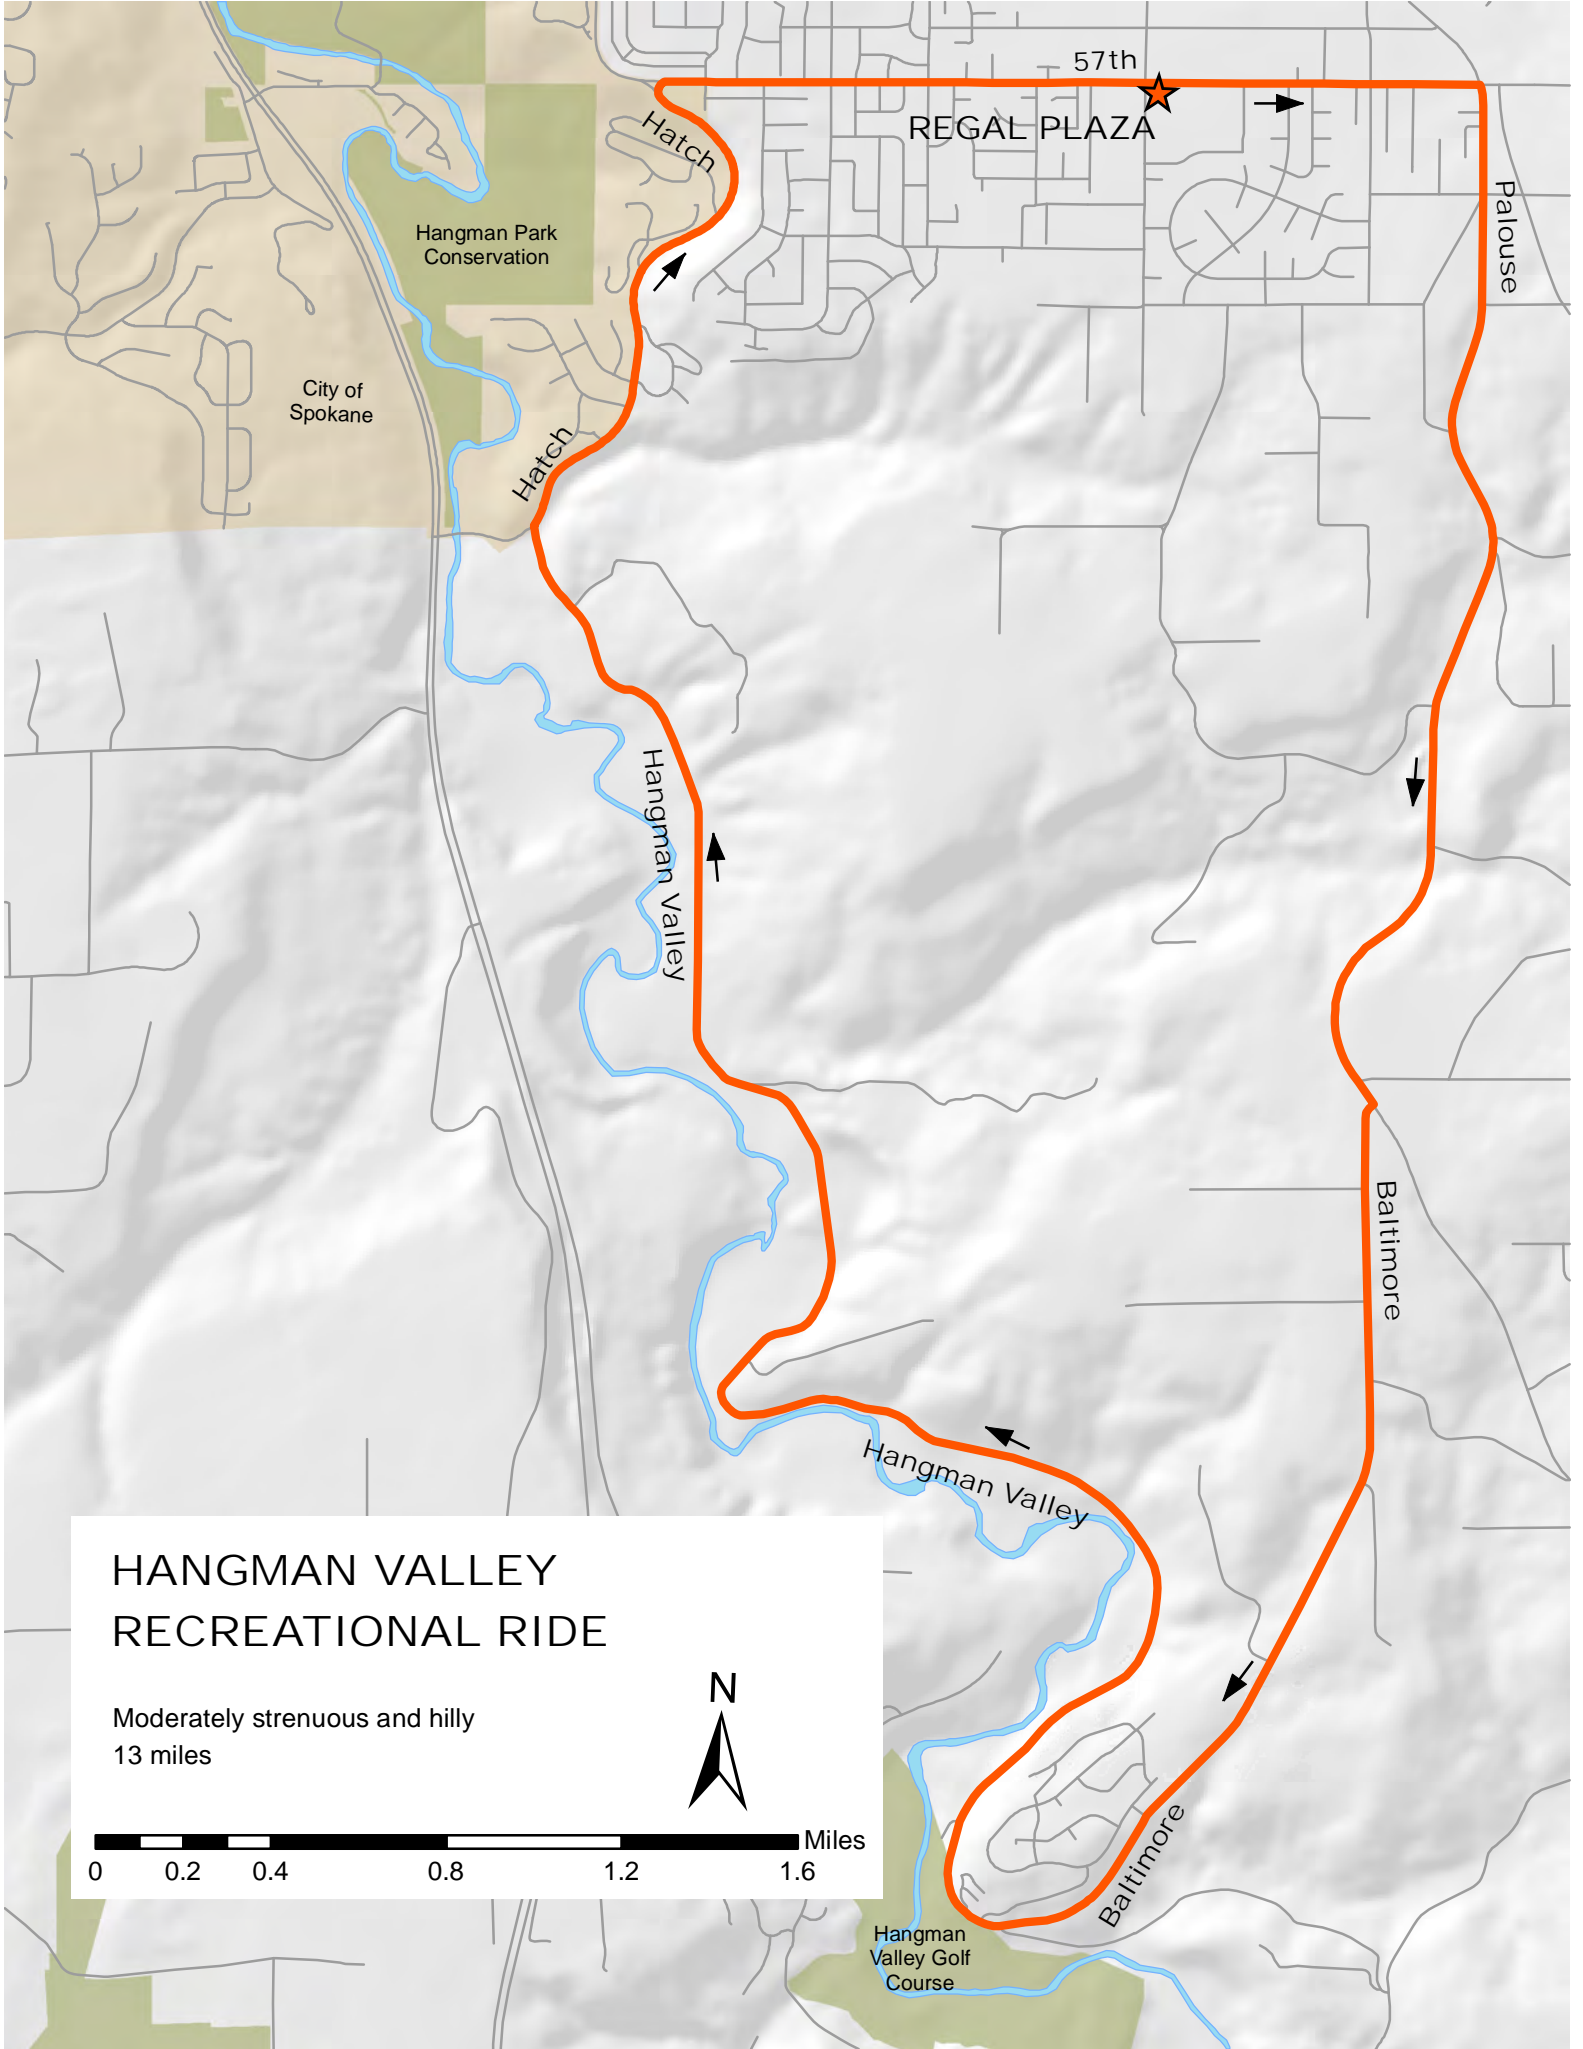 57th
REGAL PLAZA
Hatch
Palouse
Hangman Park
Conservation
City of
Spokane
Hatch
Hangman Valley
Baltimore
Hangman Valley
HANGMAN VALLEY
RECREATIONAL RIDE
Moderately strenuous and hilly
13 miles
N
Miles
0 0.2 0.4 0.8 1.2 1.6
Baltimore
Hangman
Valley Golf
Course